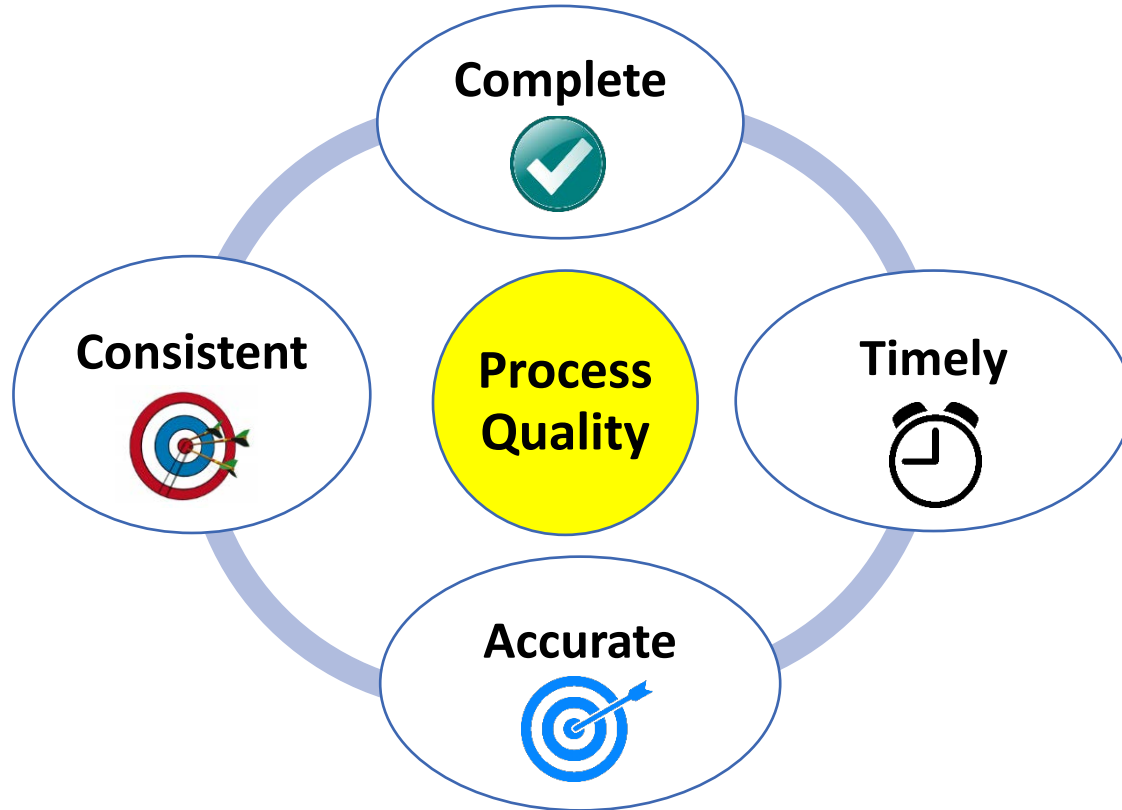 Complete
Consistent
Process
Quality
Timely
Accurate